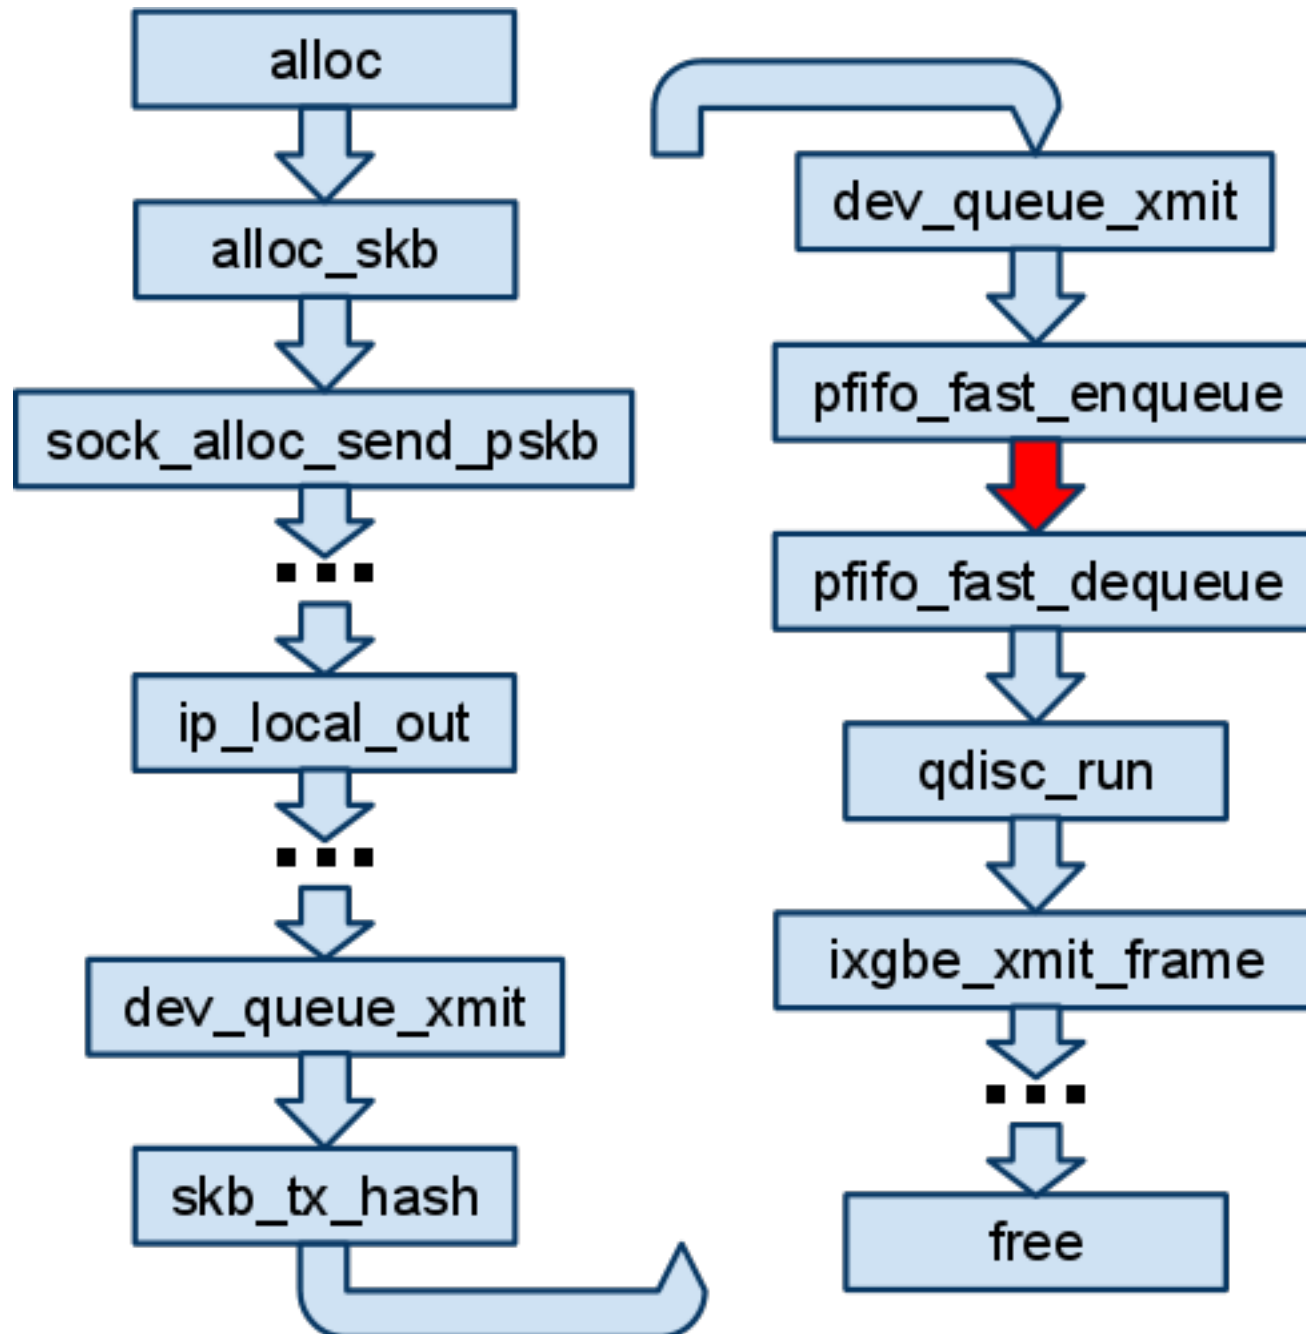 alloc
alloc_skb
sock_alloc_send_pskb
...
ip_local_out
...
dev_queue_xmit
skb_tx_hash
dev_queue_xmit
pfifo_fast_enqueue
pfifo_fast_dequeue
qdisc_run
ixgbe_xmit_frame
...
free